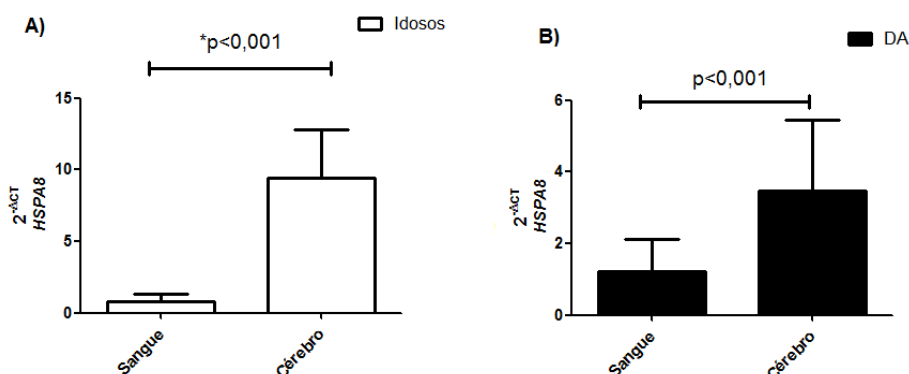 A)
Idosos
*p<0,001
15
10
5
0
2^-ΔCT
HSPA8
Sangue
Cérebro
B)
DA
p<0,001
6
4
2
0
2^-ΔCT
HSPA8
Sangue
Cérebro